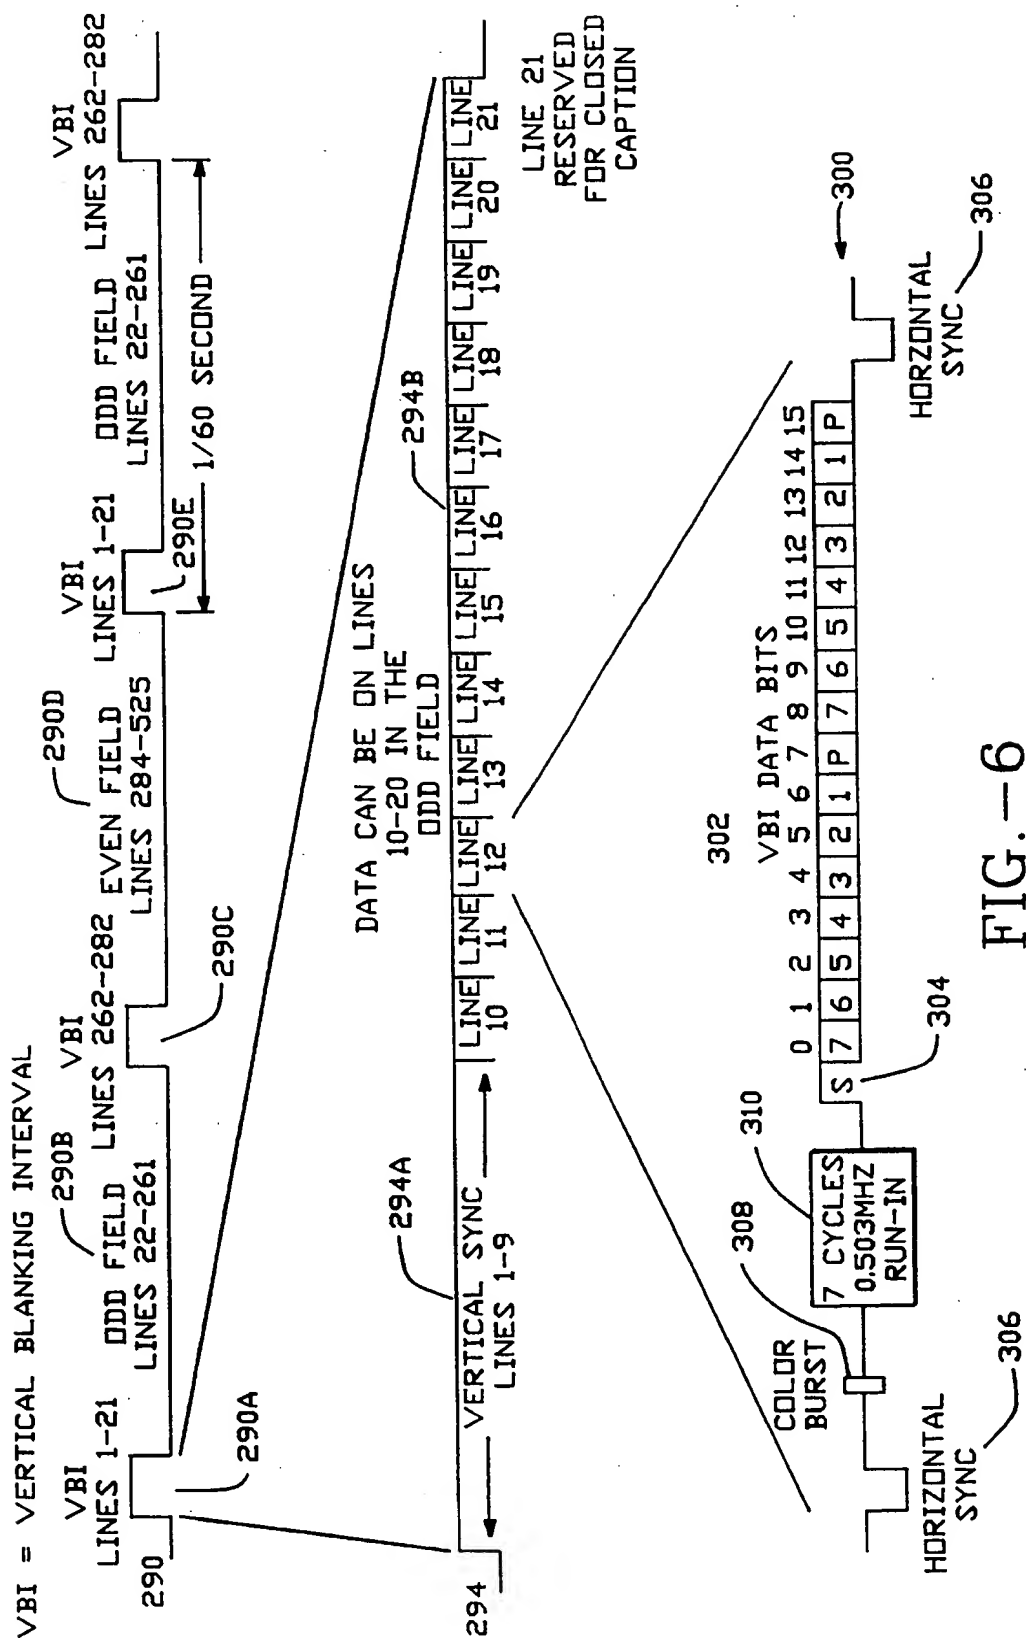 VBI = VERTICAL BLANKING INTERVAL
VBI
LINES 1-21
290B
ODD FIELD
LINES 22-261
VBI
LINES 262-282
290D
EVEN FIELD
LINES 284-525
VBI
LINES 1-21
ODD FIELD
LINES 22-261
VBI
LINES 262-282
290
290A
290C
290E
1/60 SECOND
DATA CAN BE ON LINES
10-20 IN THE
ODD FIELD
294
294A
294B
VERTICAL SYNC
LINES 1-9
LINE LINE LINE LINE LINE LINE LINE LINE LINE LINE LINE LINE
10 11 12 13 14 15 16 17 18 19 20 21
LINE 21
RESERVED
FOR CLOSED
CAPTION
302
VBI DATA BITS
0 1 2 3 4 5 6 7 8 9 10 11 12 13 14 15
S 7 6 5 4 3 2 1 P 7 6 5 4 3 2 1 P
300
COLOR
BURST
308
310
7 CYCLES
0.503MHZ
RUN-IN
304
HORIZONTAL
SYNC
306
HORZONTAL
SYNC
306
FIG.-6